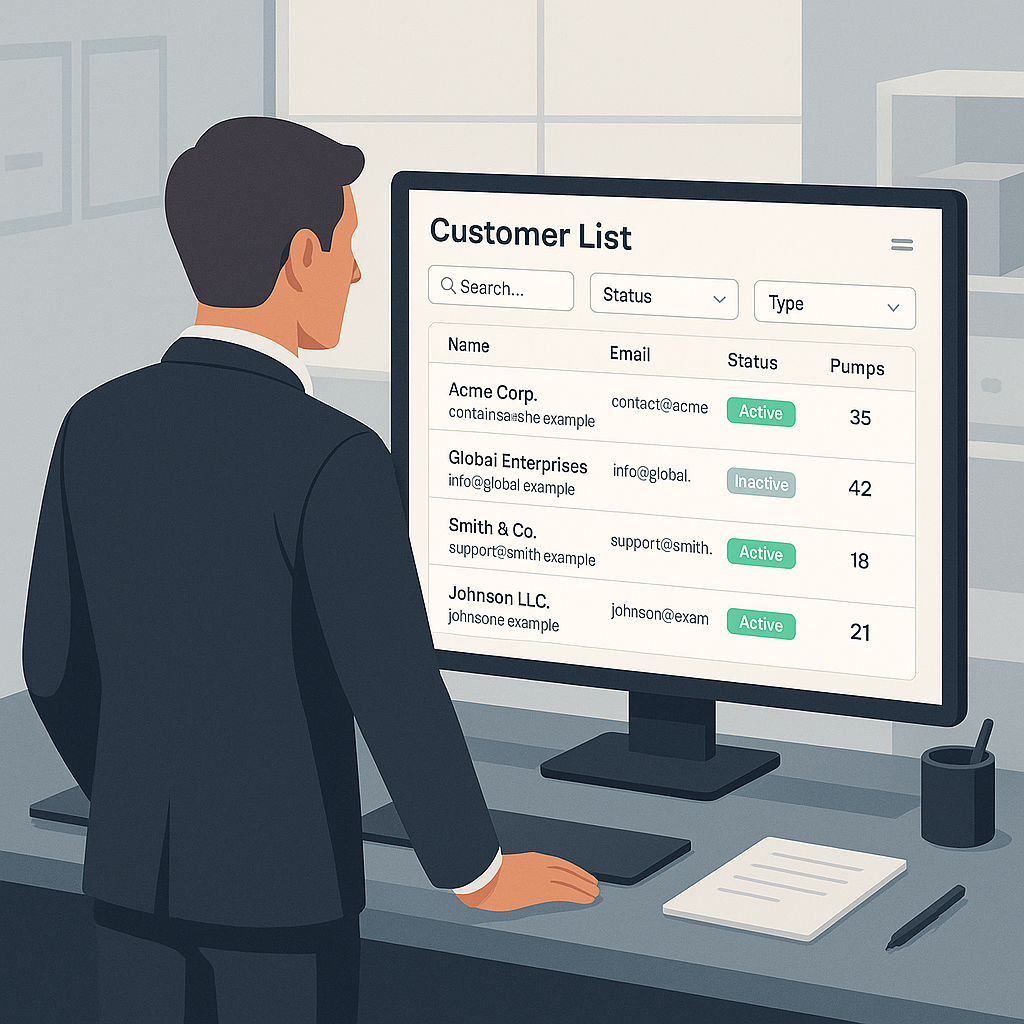 Customer List
Search...
Status
Type
Name Email Status Pumps
Acme Corp. contact@acme Active 35
example
Globai Enterprises info@global. Inactive 42
info@global example
Smith & Co. support@smith. Active 18
support@smith example
Johnson LLC. johnson@exam Active 21
johnsone example